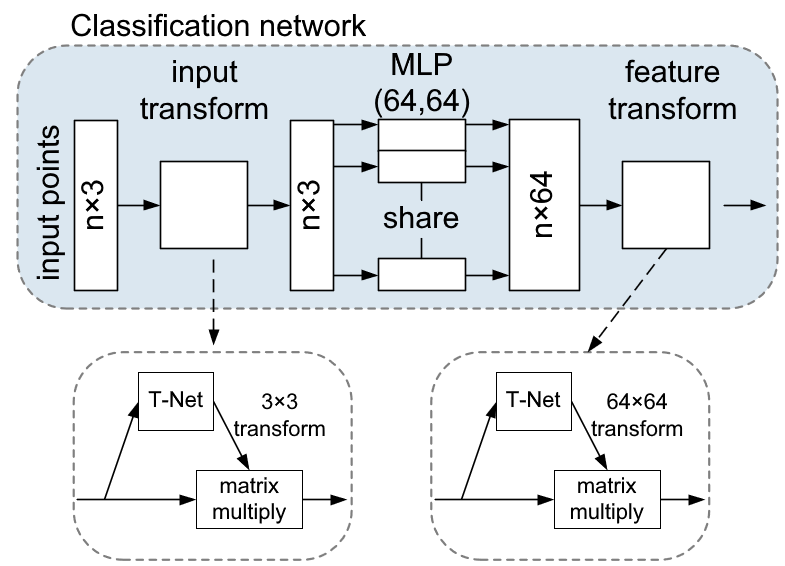 Classification network
input
transform
MLP
(64,64)
feature
transform
input points
n×3
n×3
share
n×64
T-Net
3×3
transform
matrix
multiply
T-Net
64×64
transform
matrix
multiply